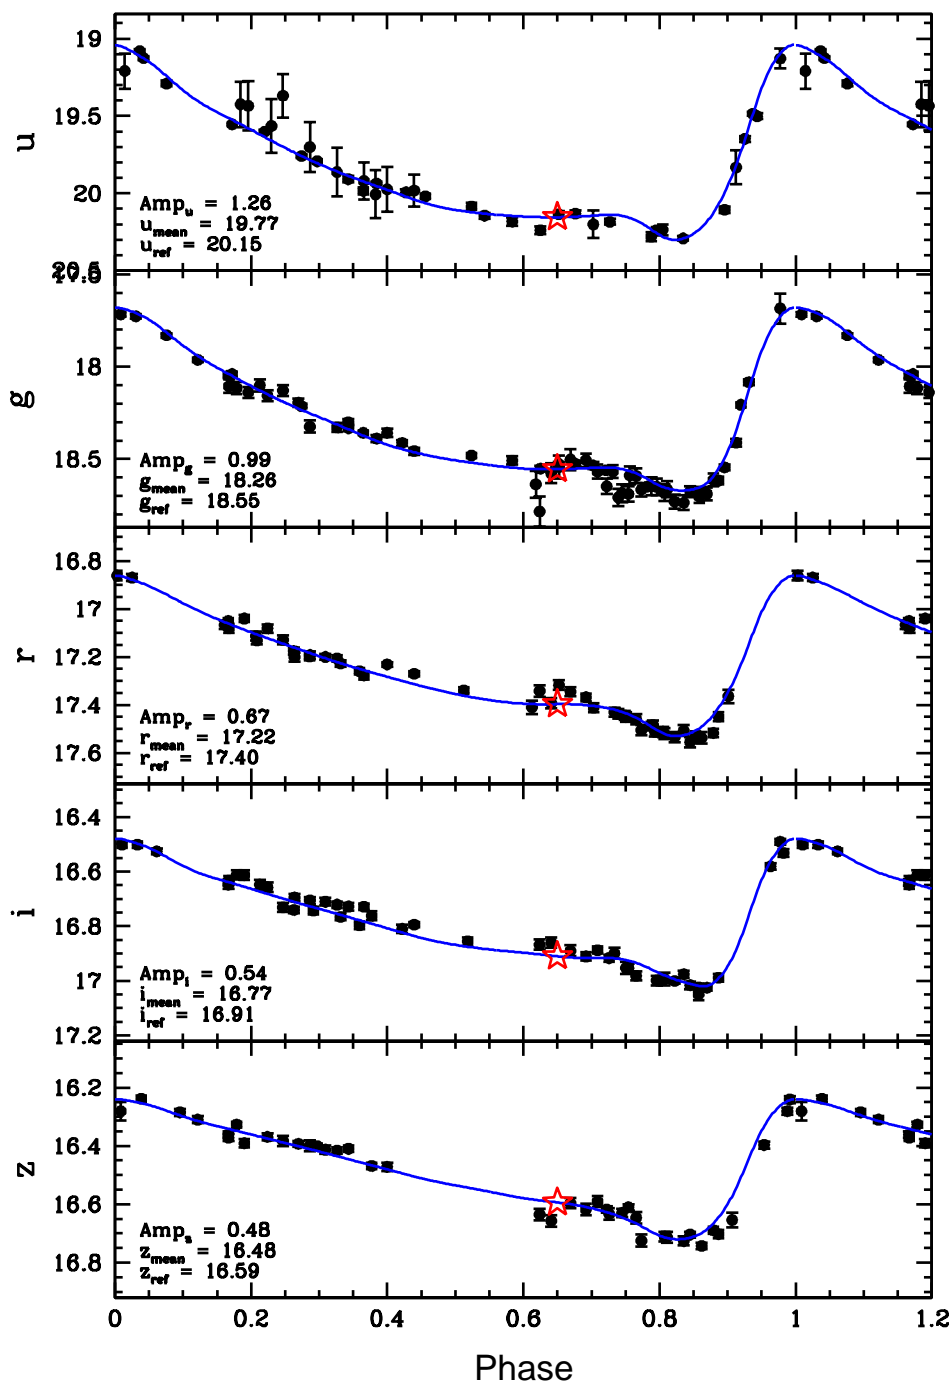 19
19.5
20
20.5
u
Amp_u = 1.26
u_mean = 19.77
u_ref = 20.15
17.5
18
18.5
g
Amp_g = 0.99
g_mean = 18.26
g_ref = 18.55
16.8
17
17.2
17.4
17.6
r
Amp_r = 0.67
r_mean = 17.22
r_ref = 17.40
16.4
16.6
16.8
17
17.2
i
Amp_i = 0.54
i_mean = 16.77
i_ref = 16.91
16.2
16.4
16.6
16.8
z
Amp_z = 0.48
z_mean = 16.48
z_ref = 16.59
0 0.2 0.4 0.6 0.8 1 1.2
Phase